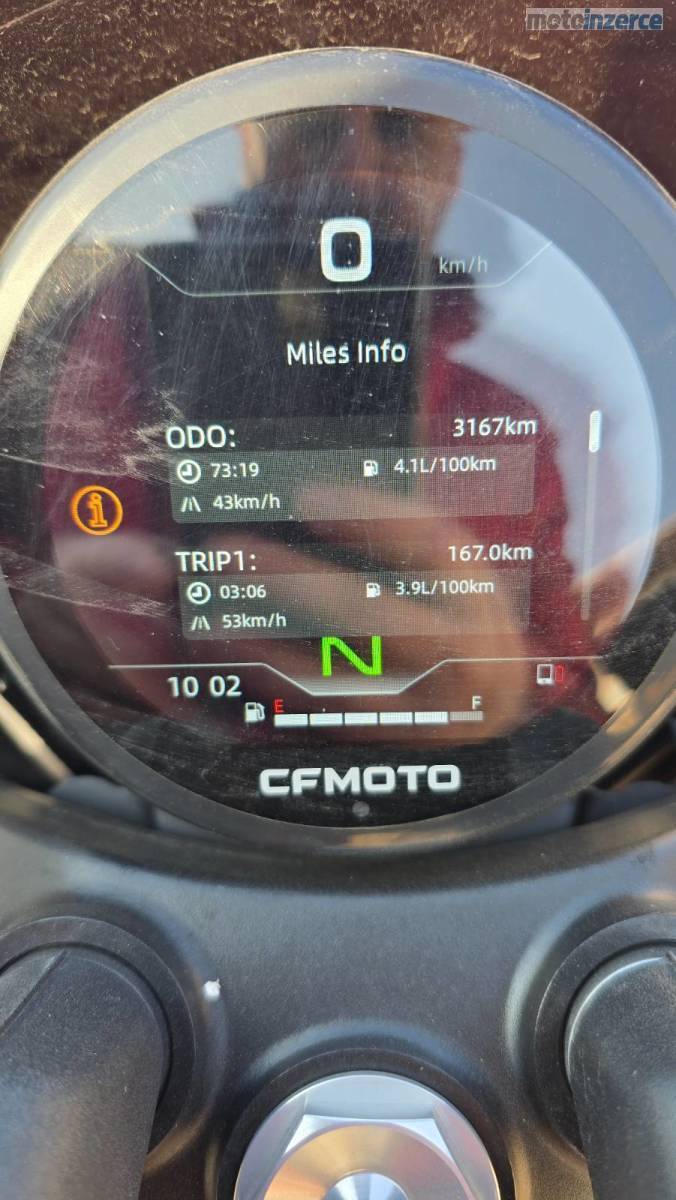 motoinzerce
0
km/h
Miles Info
ODO: 3167km
73:19 4.1L/100km
43km/h
TRIP1: 167.0km
03:06 3.9L/100km
53km/h
N
10 02
E F
CFMOTO